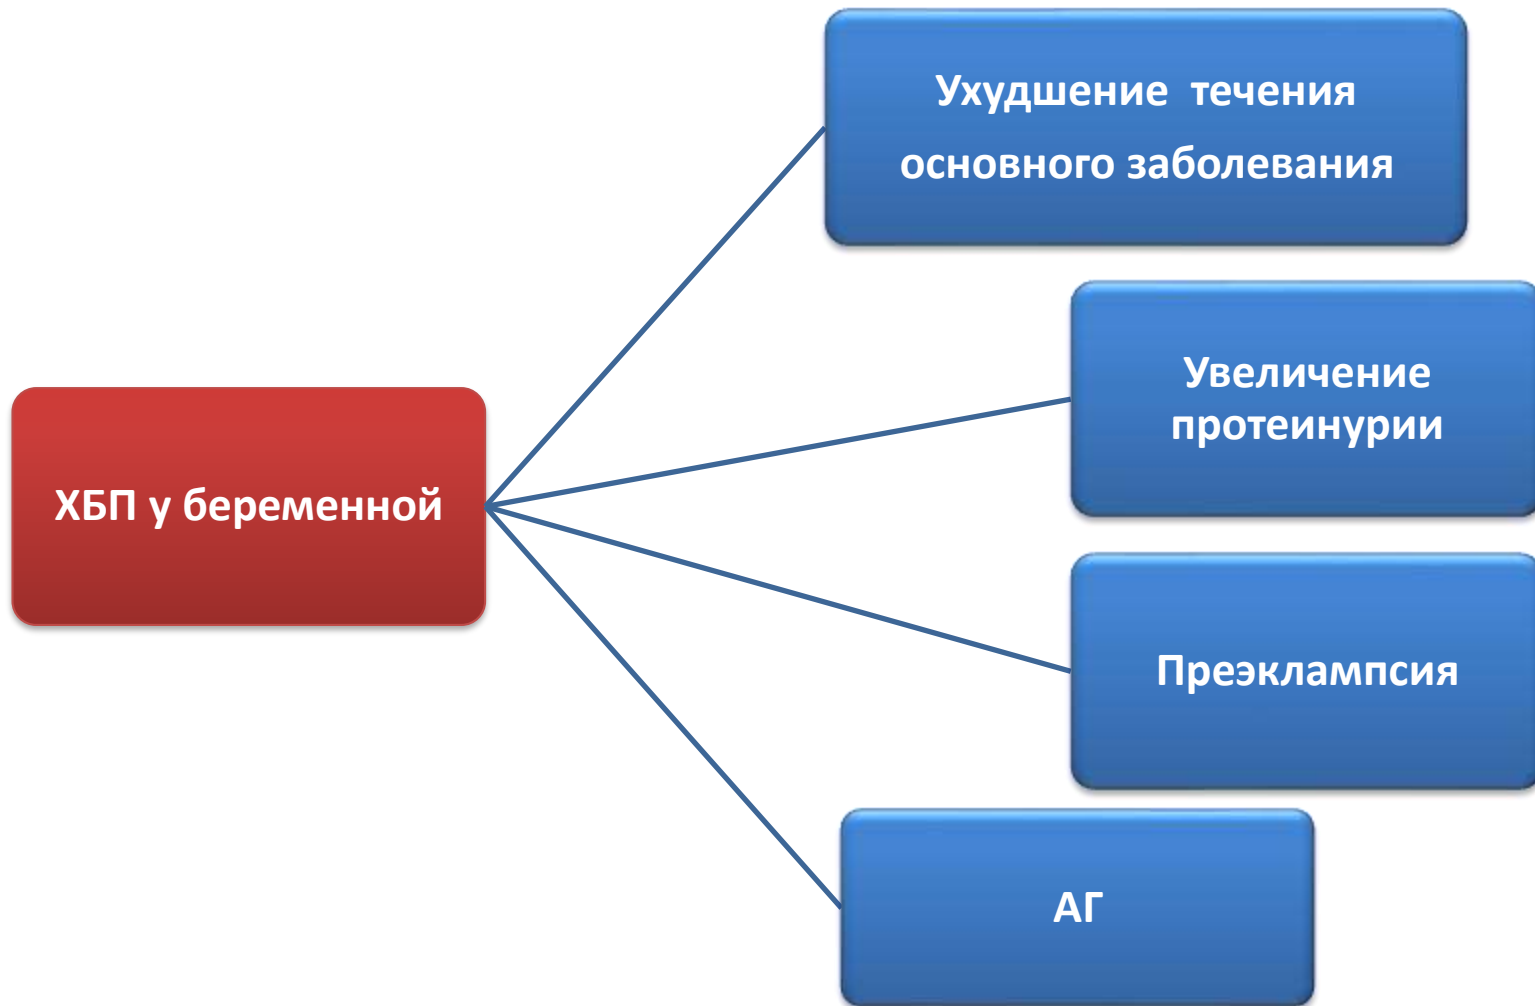 Ухудшение течения
основного заболевания
Увеличение
протеинурии
ХБП у беременной
Преэклампсия
АГ